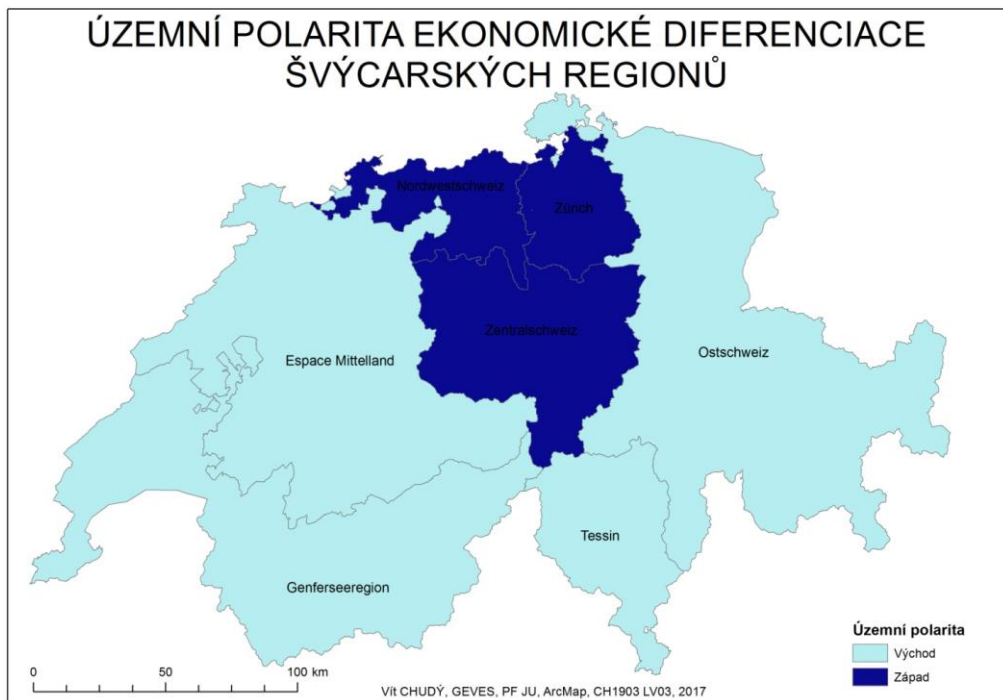 ÚZEMNÍ POLARITA EKONOMICKÉ DIFERENCIACE
ŠVÝCARSKÝCH REGIONŮ
Nordwestschweiz
Zürich
Zentralschweiz
Espace Mittelland
Ostschweiz
Tessin
Genferseeregion
Územní polarita
Východ
Západ
0 50 100 km
Vít CHUDÝ, GEVES, PF JU, ArcMap, CH1903 LV03, 2017